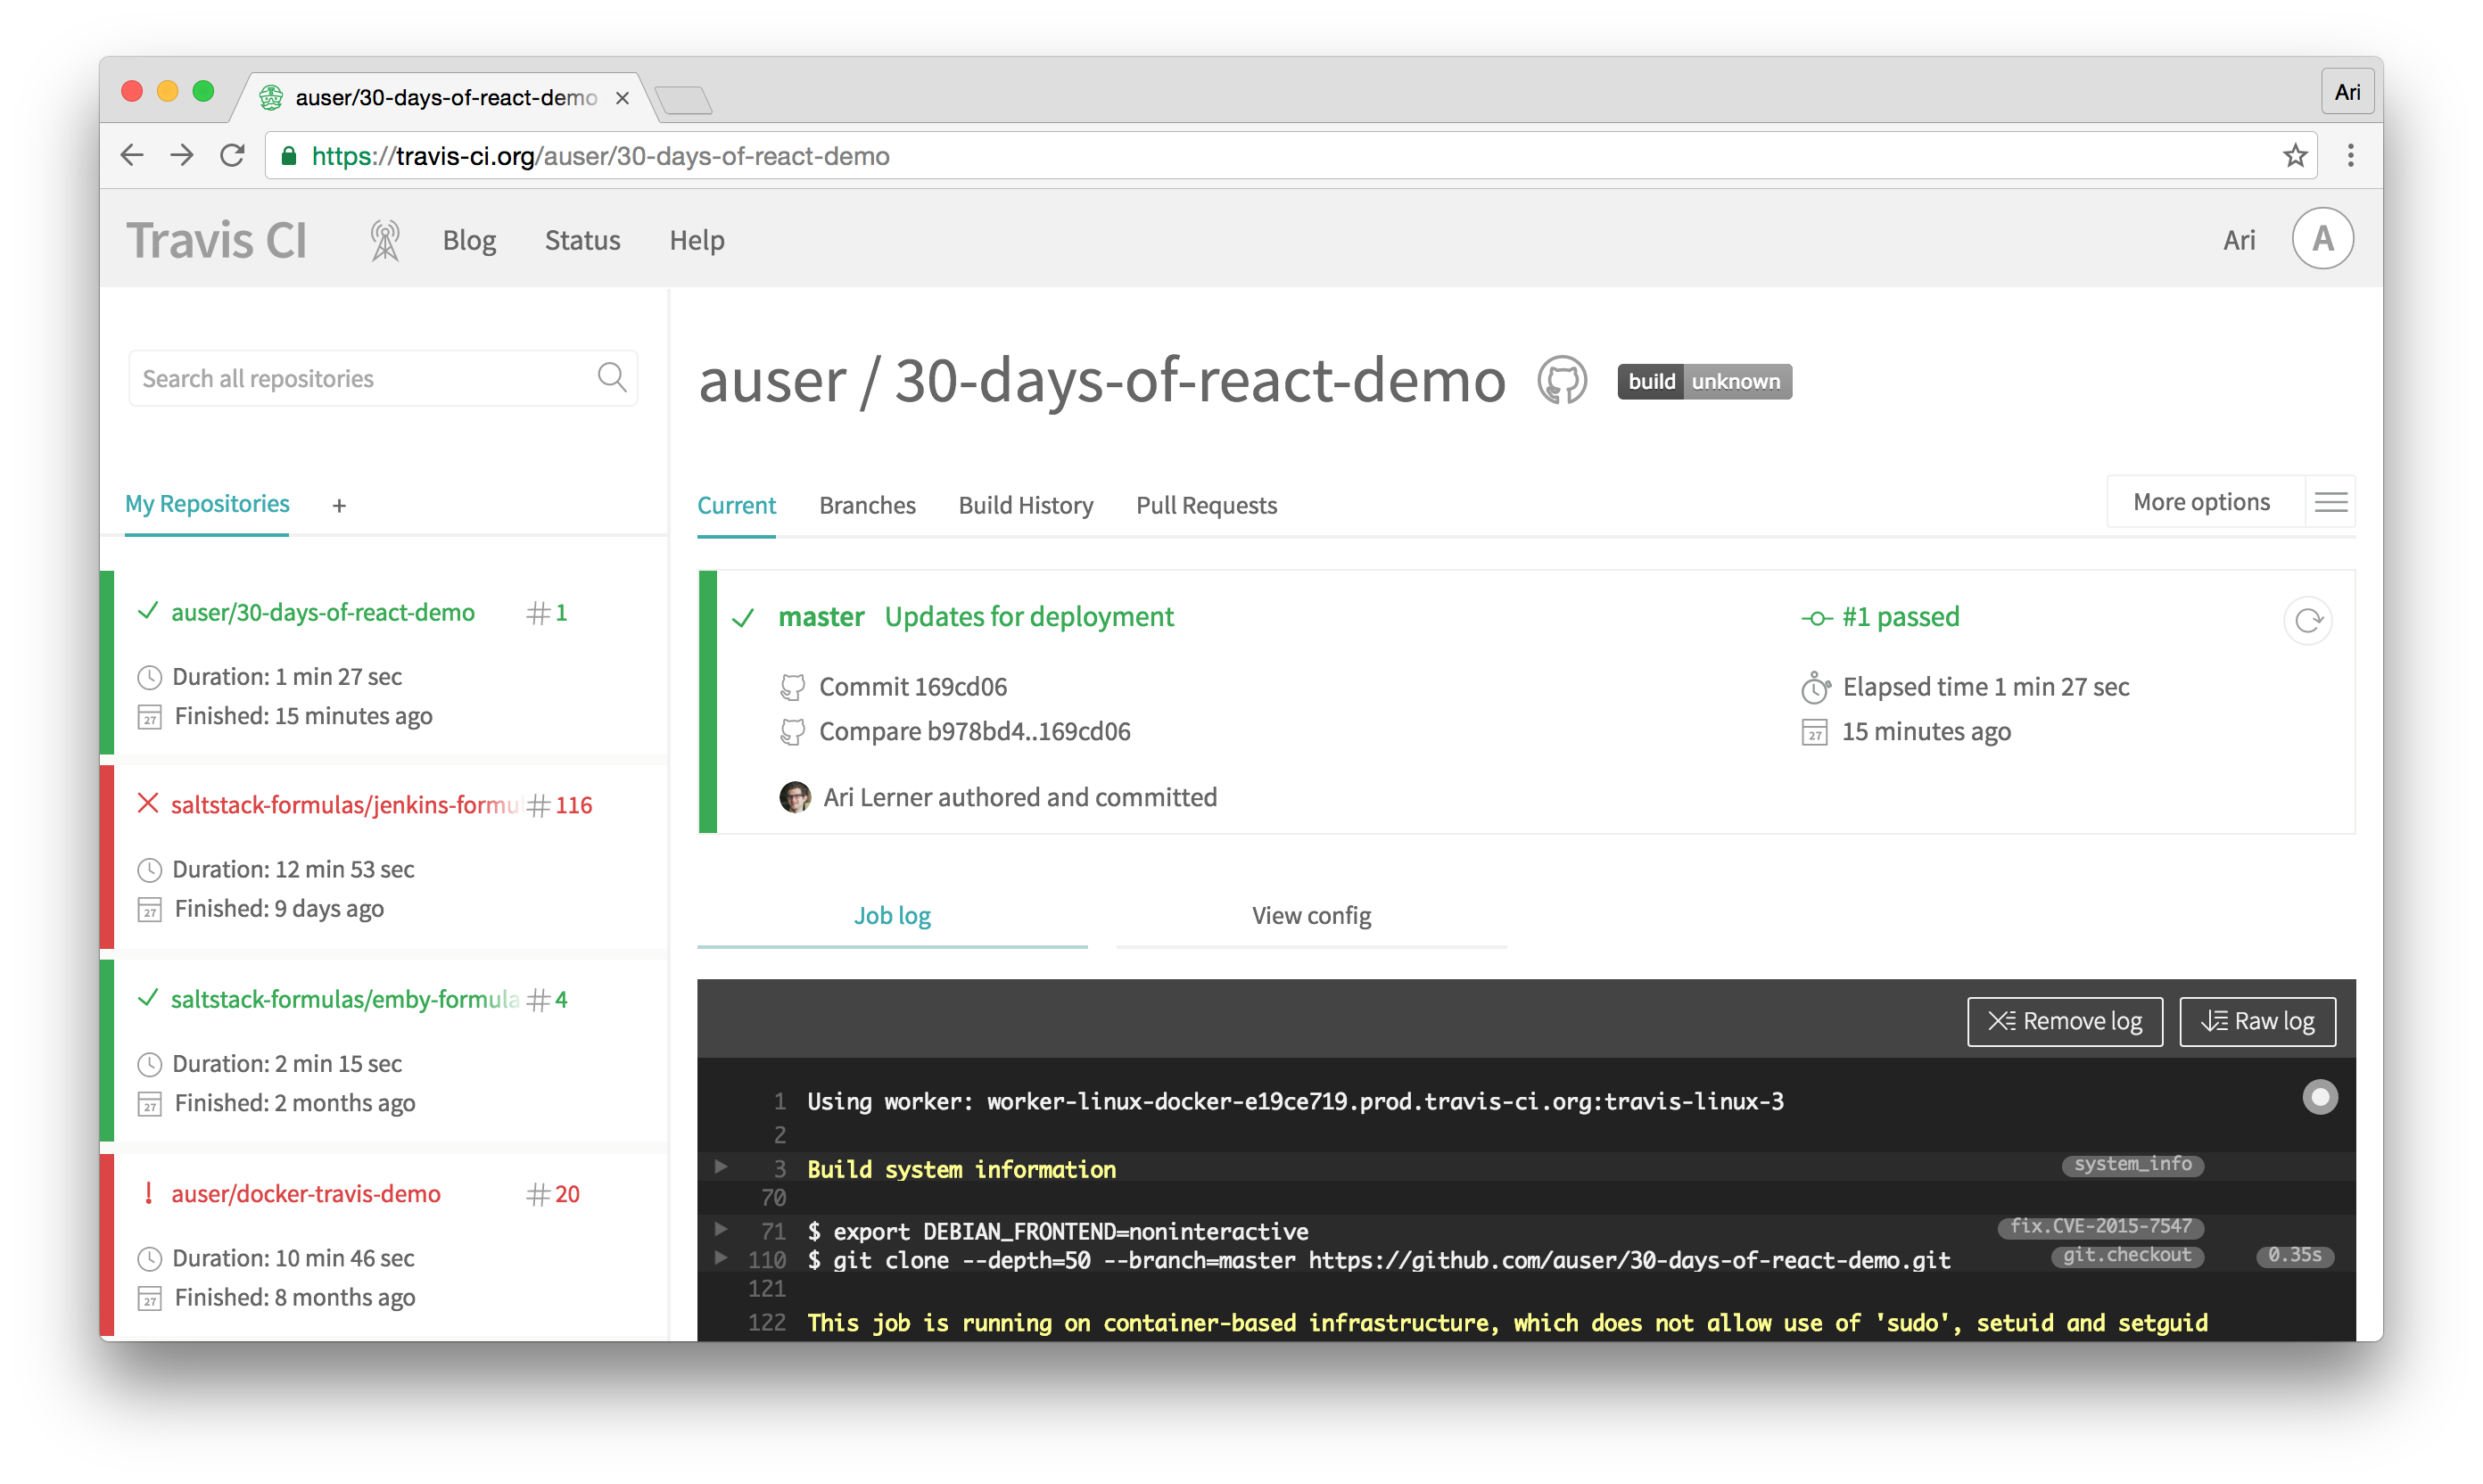 auser/30-days-of-react-demo
Ari
https://travis-ci.org/auser/30-days-of-react-demo
Travis CI Blog Status Help Ari A
Search all repositories
My Repositories +
auser/30-days-of-react-demo # 1
Duration: 1 min 27 sec
27 Finished: 15 minutes ago
saltstack-formulas/jenkins-formu # 116
Duration: 12 min 53 sec
27 Finished: 9 days ago
saltstack-formulas/emby-formula # 4
Duration: 2 min 15 sec
27 Finished: 2 months ago
! auser/docker-travis-demo # 20
Duration: 10 min 46 sec
27 Finished: 8 months ago
auser / 30-days-of-react-demo build unknown
Current Branches Build History Pull Requests More options
master Updates for deployment #1 passed
Commit 169cd06 Elapsed time 1 min 27 sec
Compare b978bd4..169cd06 27 15 minutes ago
Ari Lerner authored and committed
Job log View config
Remove log Raw log
1 Using worker: worker-linux-docker-e19ce719.prod.travis-ci.org:travis-linux-3
2
3 Build system information system_info
70
71 $ export DEBIAN_FRONTEND=noninteractive fix.CVE-2015-7547
110 $ git clone --depth=50 --branch=master https://github.com/auser/30-days-of-react-demo.git git.checkout 0.35s
121
122 This job is running on container-based infrastructure, which does not allow use of 'sudo', setuid and setguid